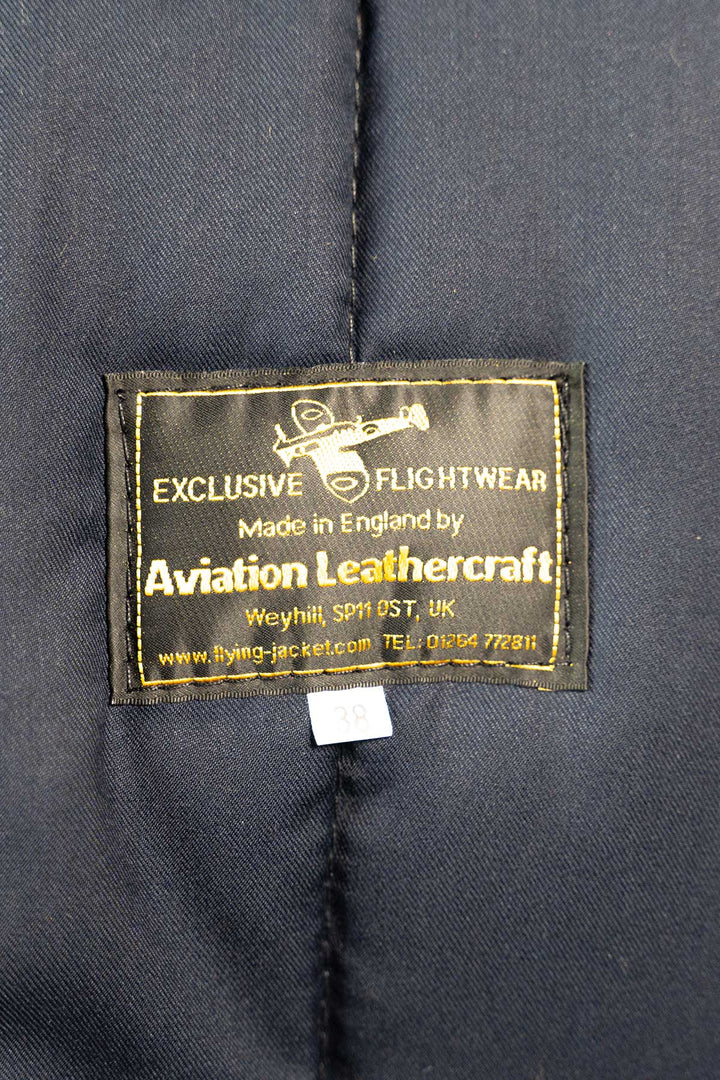 EXCLUSIVE FLIGHTWEAR
Made in England by
Aviation Leathercraft
Weyhill, SP11 0ST, UK
www.flying-jacket.com TEL: 01264 772811
38